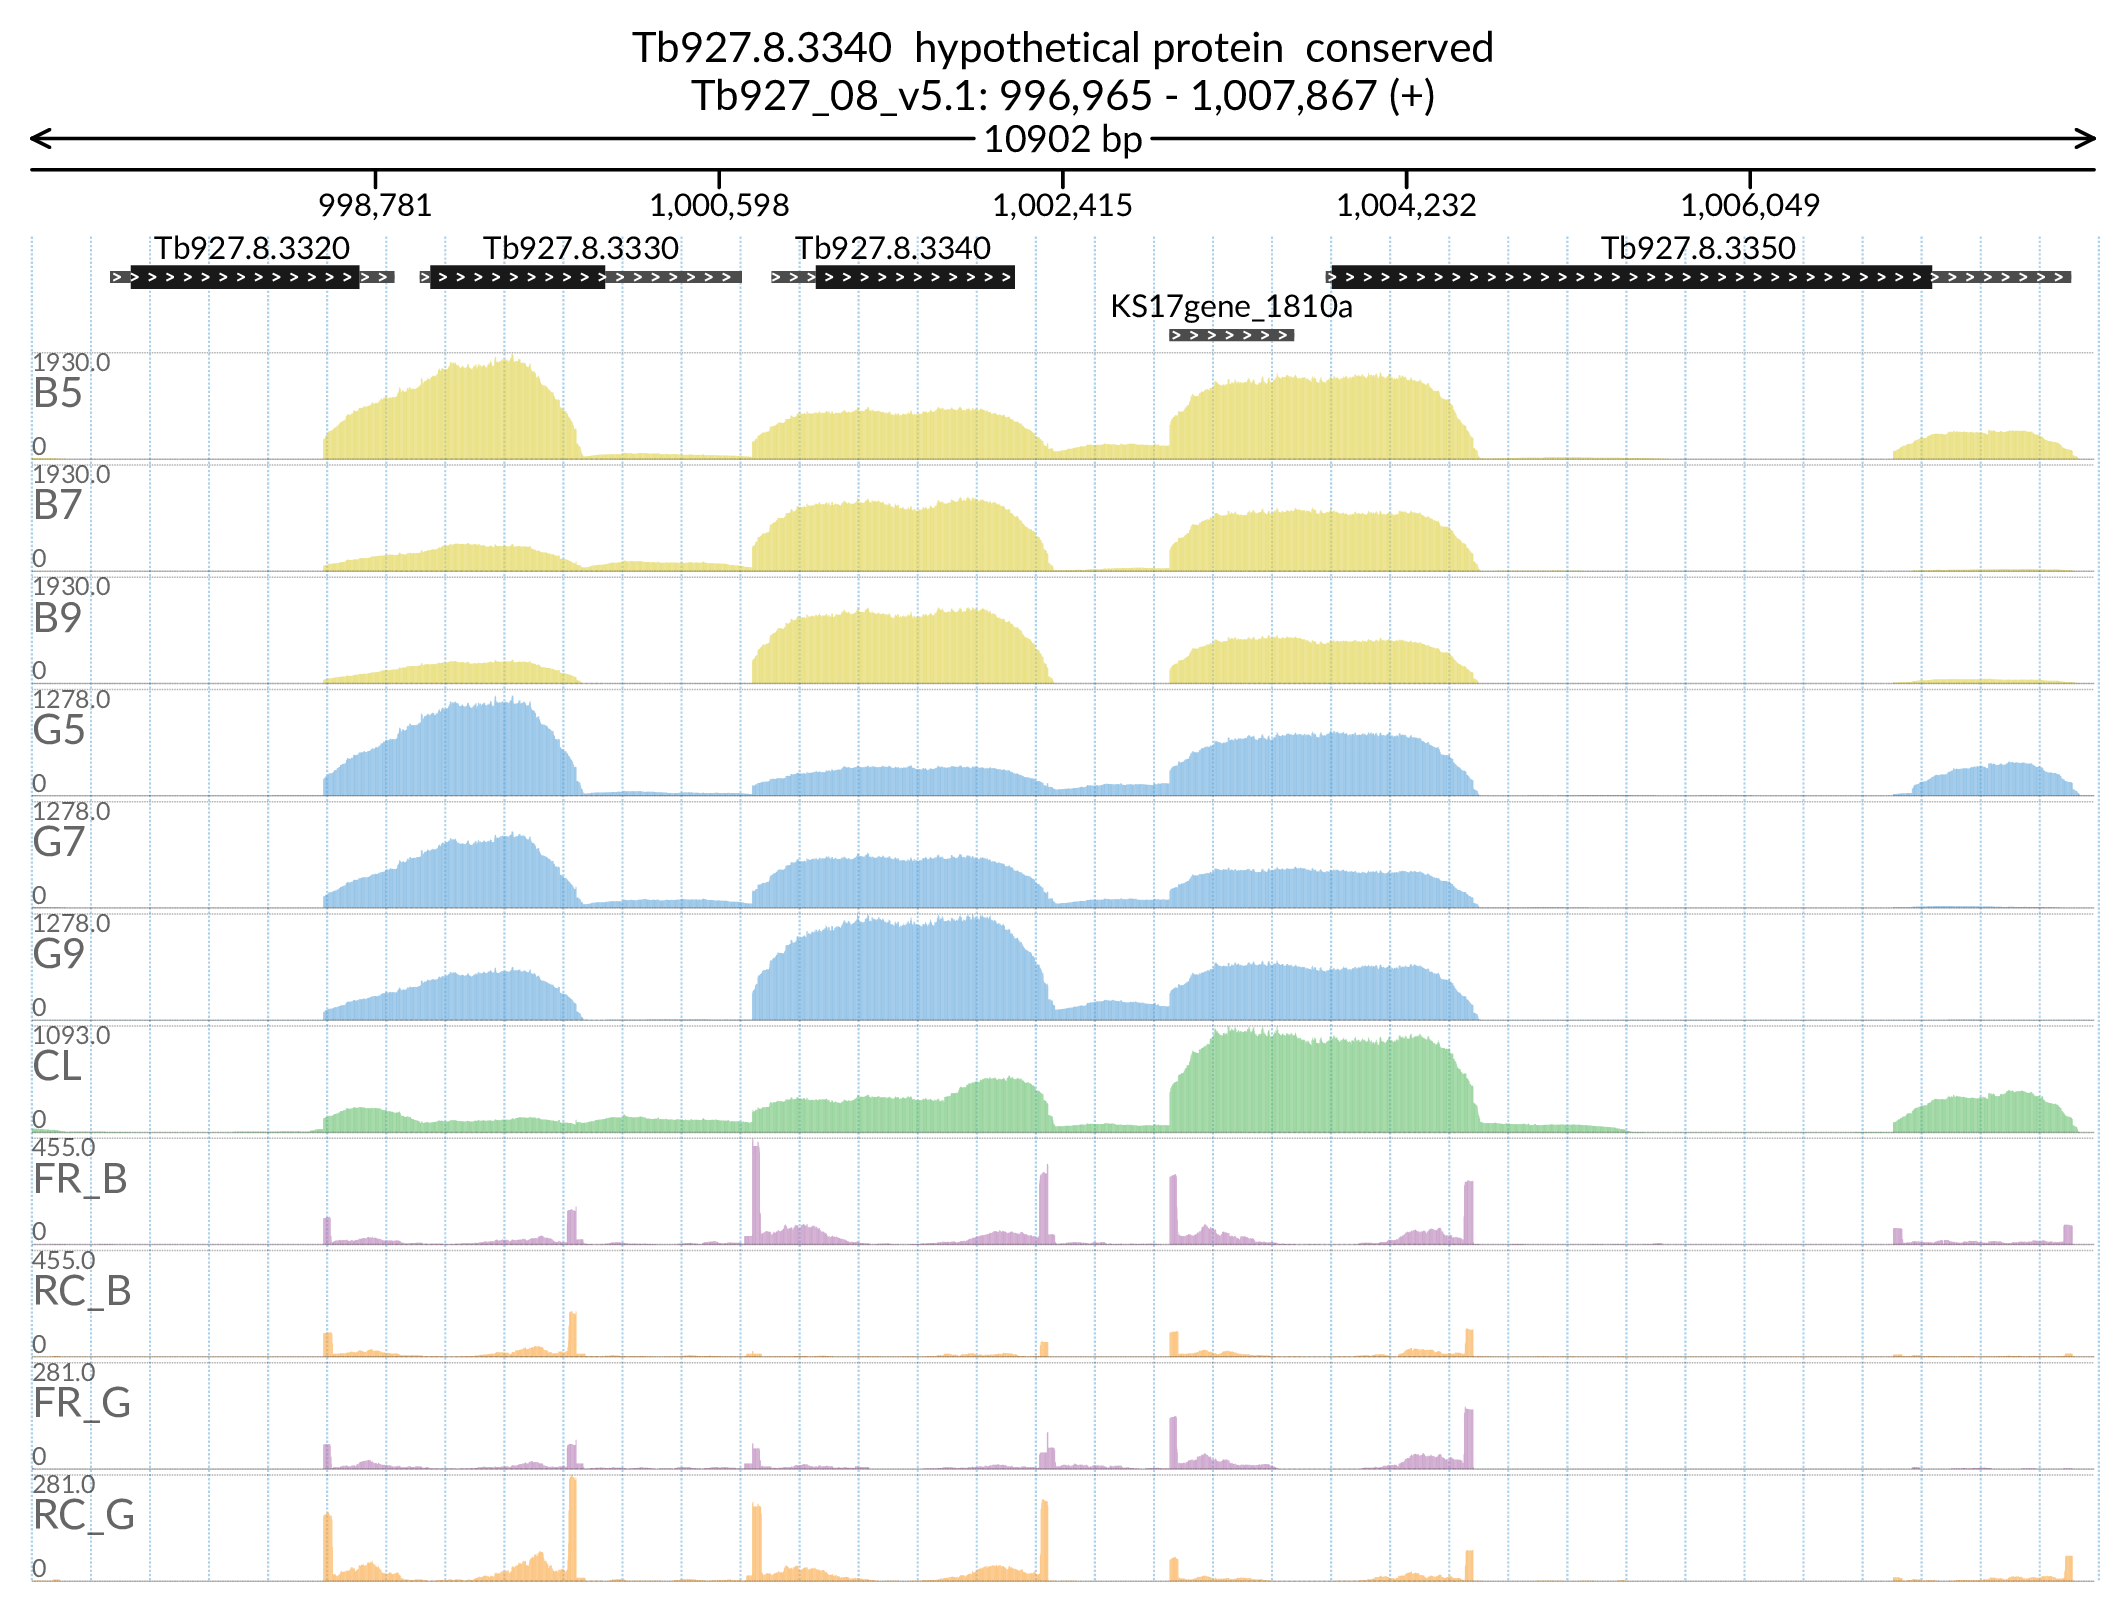 Tb927.8.3340  hypothetical protein  conserved
Tb927_08_v5.1: 996,965 - 1,007,867 (+)
10902 bp
998,781 1,000,598 1,002,415 1,004,232 1,006,049
Tb927.8.3320 Tb927.8.3330 Tb927.8.3340 Tb927.8.3350
KS17gene_1810a
1930.0
B5
0
1930.0
B7
0
1930.0
B9
0
1278.0
G5
0
1278.0
G7
0
1278.0
G9
0
1093.0
CL
0
455.0
FR_B
0
455.0
RC_B
0
281.0
FR_G
0
281.0
RC_G
0